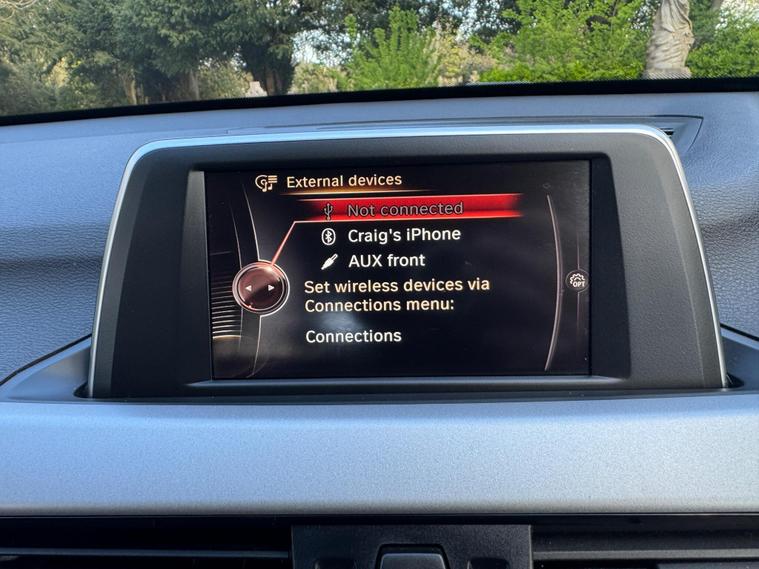 External devices
Not connected
Craig's iPhone
AUX front
Set wireless devices via
Connections menu:
Connections
OPT